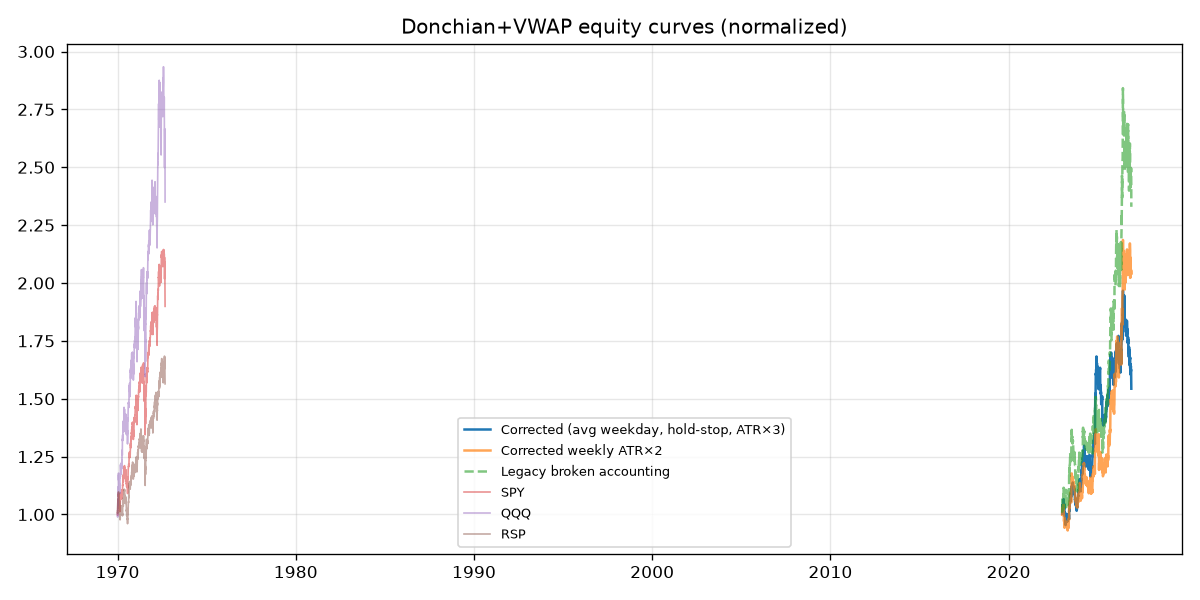 Donchian+VWAP equity curves (normalized)
3.00
2.75
2.50
2.25
2.00
1.75
1.50
1.25
1.00
Corrected (avg weekday, hold-stop, ATR×3)
Corrected weekly ATR×2
Legacy broken accounting
SPY
QQQ
RSP
1970 1980 1990 2000 2010 2020